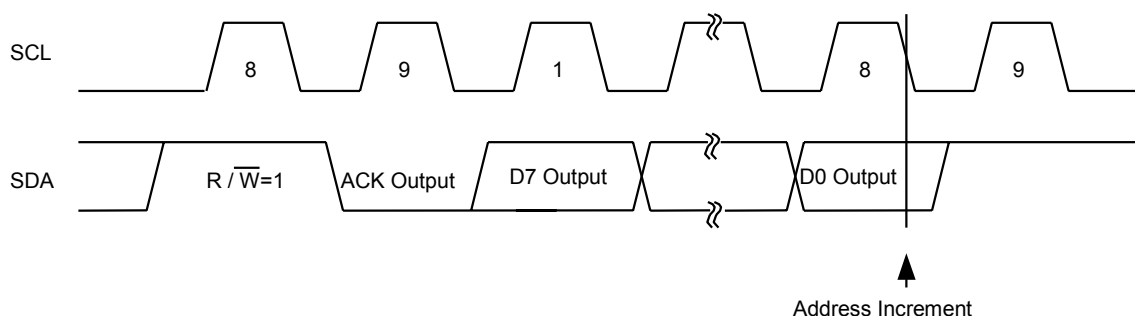 SCL
8
9
1
8
9
SDA
R / W̅=1
ACK Output
D7 Output
D0 Output
Address Increment